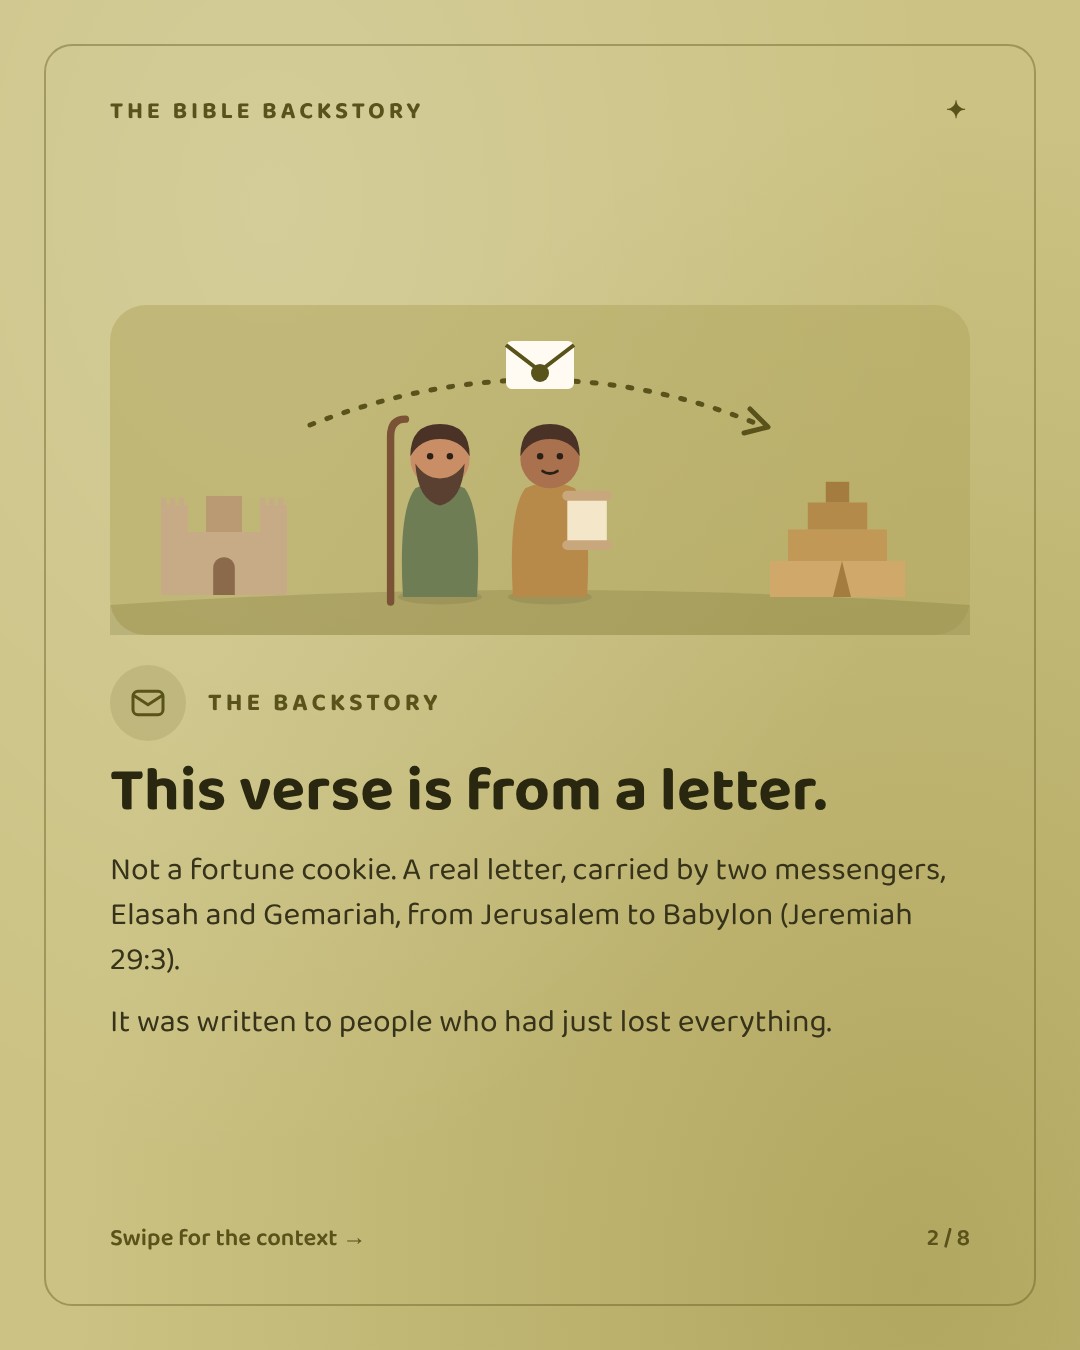 THE BIBLE BACKSTORY
THE BACKSTORY
This verse is from a letter.
Not a fortune cookie. A real letter, carried by two messengers,
Elasah and Gemariah, from Jerusalem to Babylon (Jeremiah
29:3).
It was written to people who had just lost everything.
Swipe for the context →
2 / 8